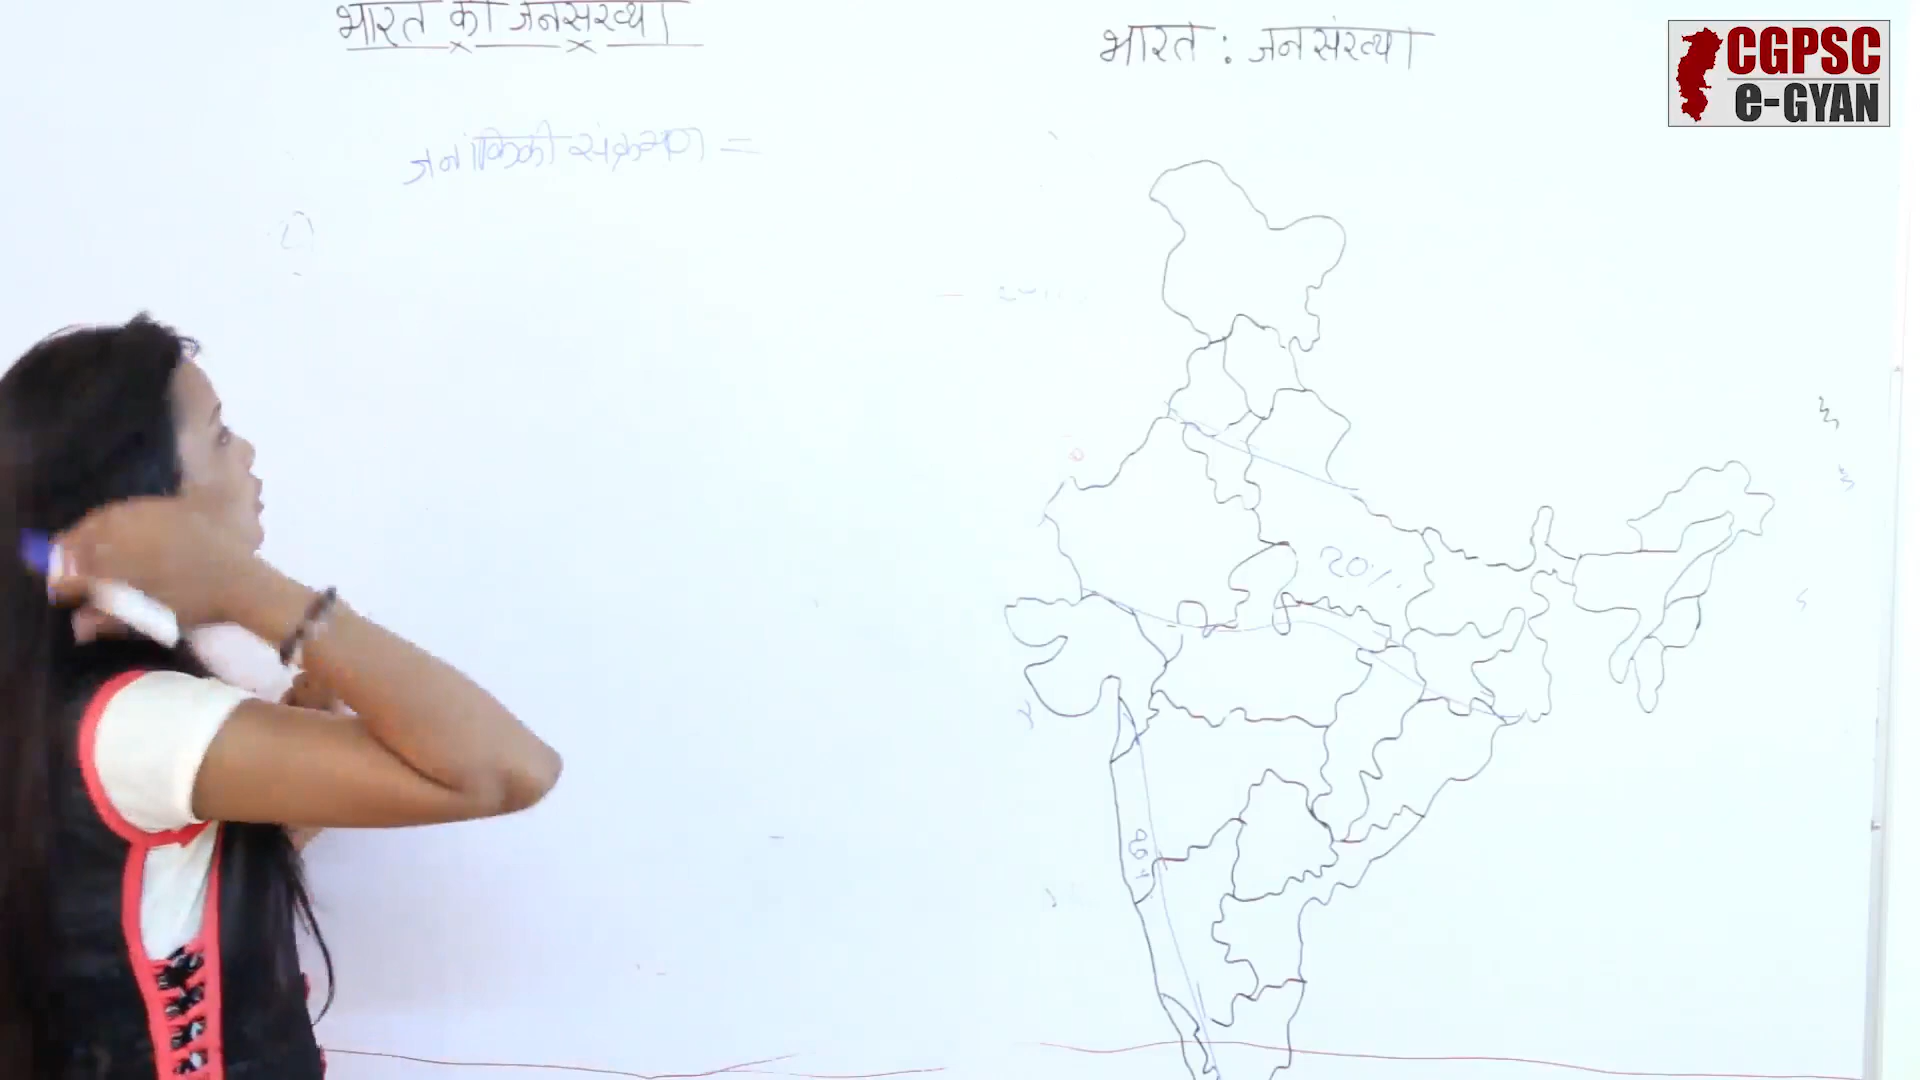 भारत की जनसंख्या
जनांकिकी संक्रमण =
भारत : जनसंख्या
CGPSC
e-GYAN
20%